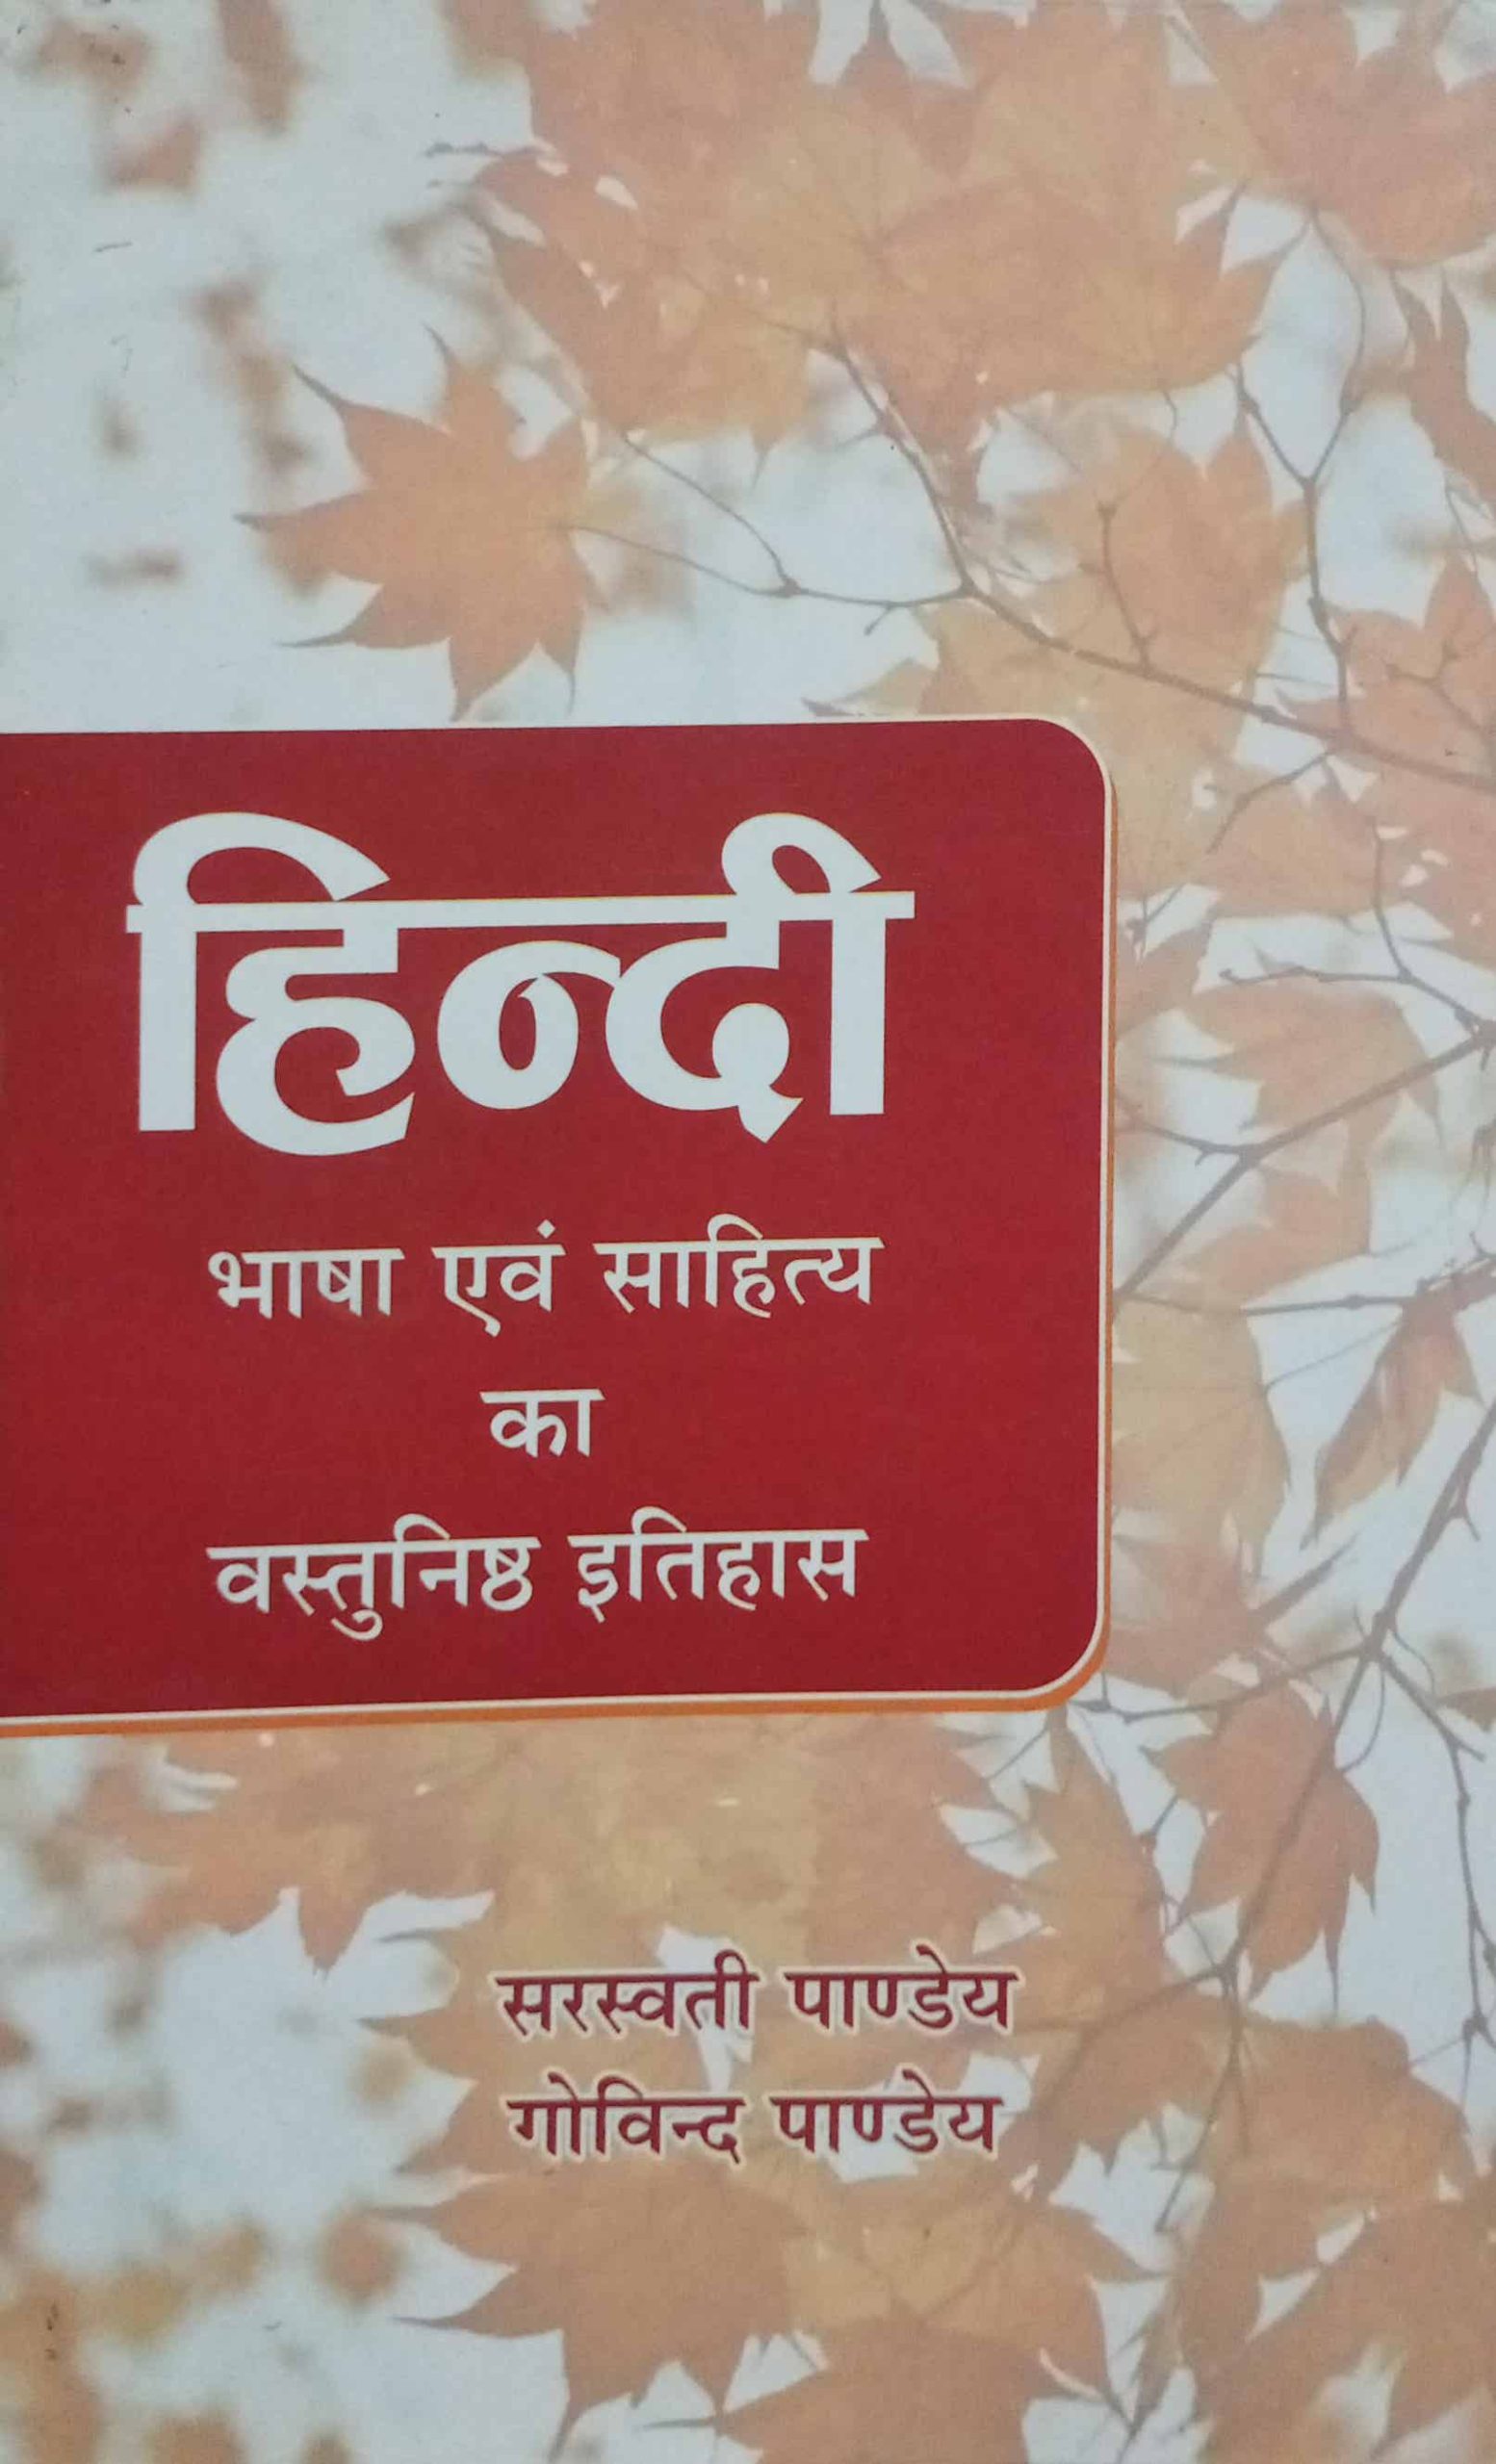 हिन्दी
भाषा एवं साहित्य
का
वस्तुनिष्ठ इतिहास
सरस्वती पाण्डेय
गोविन्द पाण्डेय